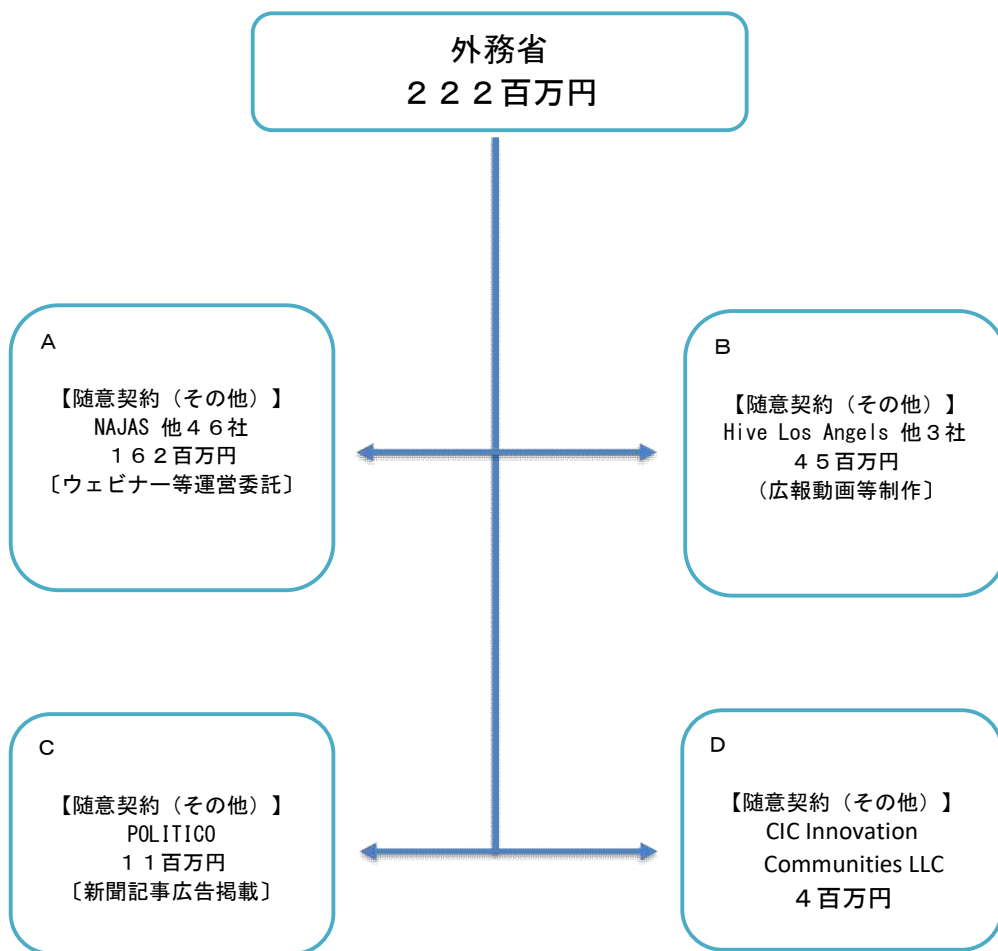 外務省
２２２百万円
A
【随意契約（その他）】
NAJAS 他４６社
１６２百万円
〔ウェビナー等運営委託〕
B
【随意契約（その他）】
Hive Los Angels 他３社
４５百万円
（広報動画等制作〕
C
【随意契約（その他）】
POLITICO
１１百万円
〔新聞記事広告掲載〕
D
【随意契約（その他）】
CIC Innovation
Communities LLC
４百万円